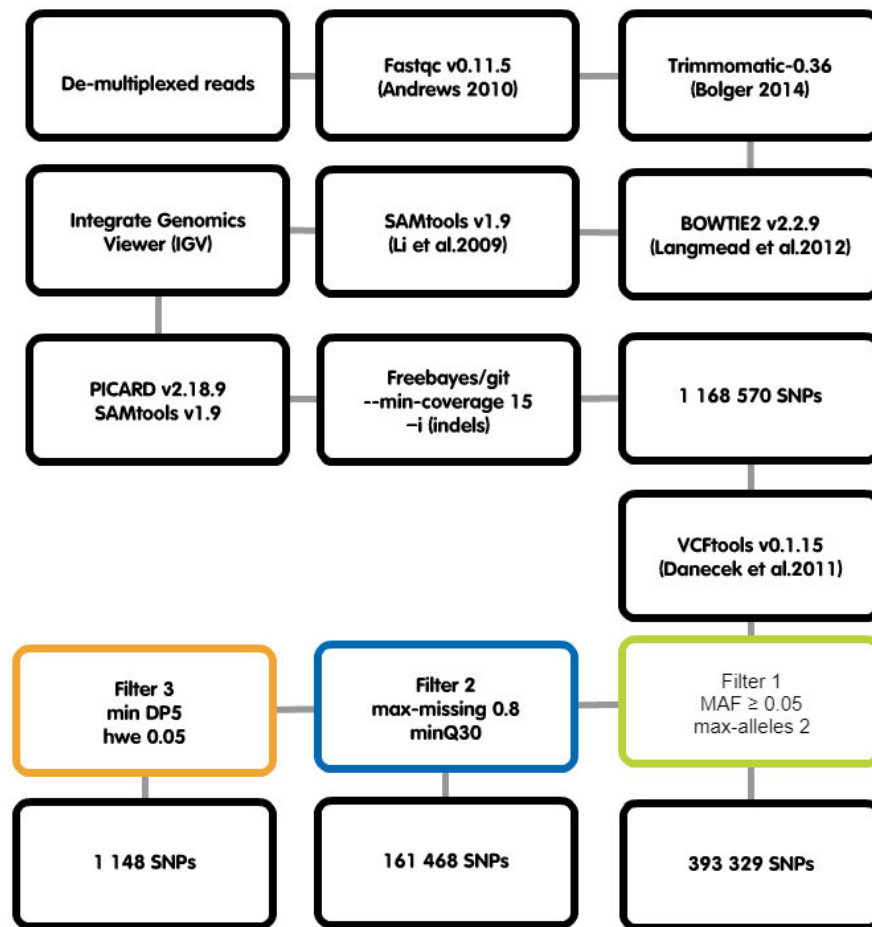 De-multiplexed reads
Fastqc v0.11.5
(Andrews 2010)
Trimmomatic-0.36
(Bolger 2014)
Integrate Genomics
Viewer (IGV)
SAMtools v1.9
(Li et al.2009)
BOWTIE2 v2.2.9
(Langmead et al.2012)
PICARD v2.18.9
SAMtools v1.9
Freebayes/git
--min-coverage 15
–i (indels)
1 168 570 SNPs
VCFtools v0.1.15
(Danecek et al.2011)
Filter 3
min DP5
hwe 0.05
Filter 2
max-missing 0.8
minQ30
Filter 1
MAF ≥ 0.05
max-alleles 2
1 148 SNPs
161 468 SNPs
393 329 SNPs